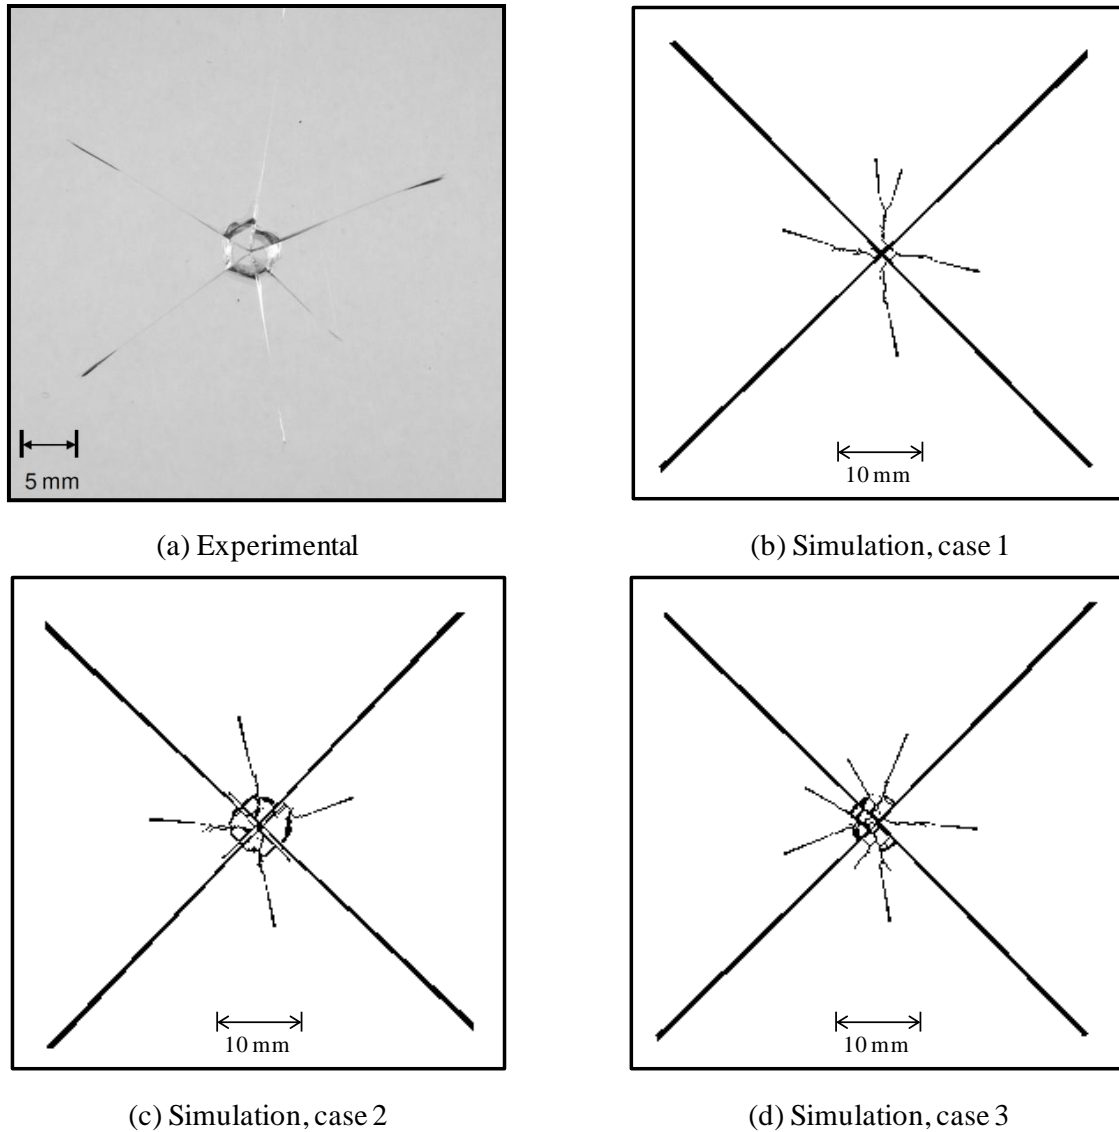 5 mm
10 mm
(a) Experimental
(b) Simulation, case 1
10 mm
10 mm
(c) Simulation, case 2
(d) Simulation, case 3